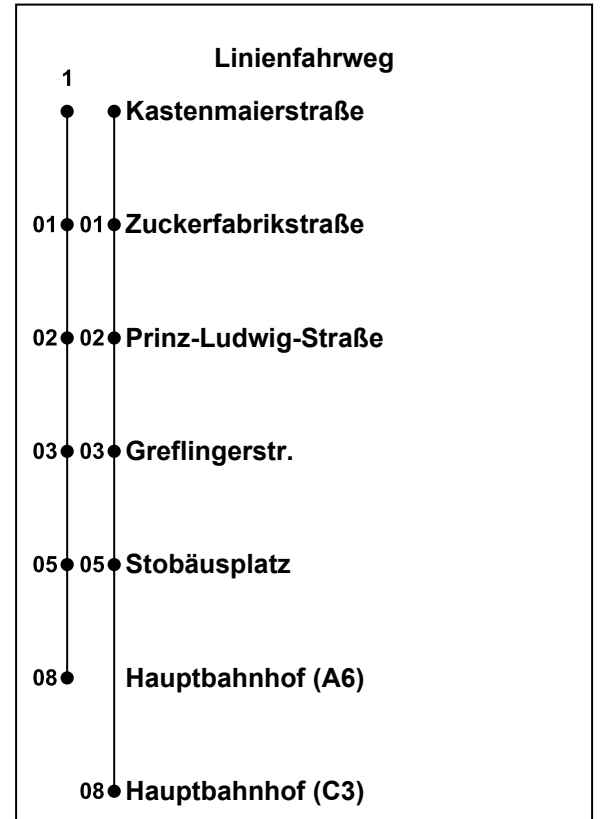 Linienfahrweg
1
Kastenmaierstraße
01 01 Zuckerfabrikstraße
02 02 Prinz-Ludwig-Straße
03 03 Greflingerstr.
05 05 Stobäusplatz
08 Hauptbahnhof (A6)
08 Hauptbahnhof (C3)